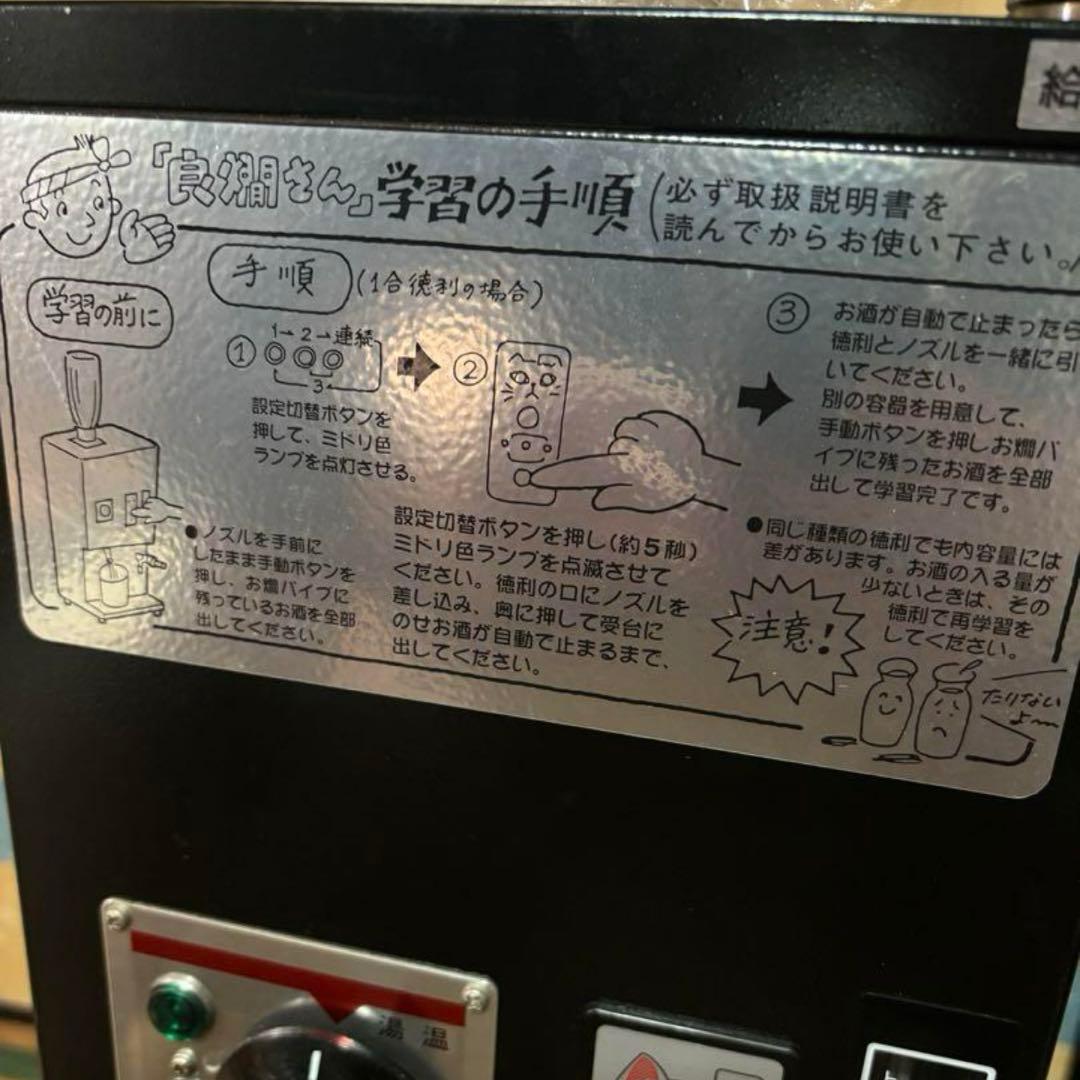 給
「良燗さん」学習の手順（必ず取扱説明書を
読んでからお使い下さい。
学習の前に
●ノズルを手前に
したまま手動ボタンを
押し、お燗パイプに
残っているお酒を全部
出してください。
手順（1合徳利の場合）
①
1→2→連続
3
設定切替ボタンを
押して、ミドリ色
ランプを点灯させる。
②
設定切替ボタンを押し（約5秒）
ミドリ色ランプを点滅させて
ください。徳利の口にノズルを
差し込み、奥に押して受台に
のせお酒が自動で止まるまで、
出してください。
③
お酒が自動で止まったら
徳利とノズルを一緒に引
いてください。
別の容器を用意して、
手動ボタンを押しお燗パ
イプに残ったお酒を全部
出して学習完了です。
●同じ種類の徳利でも内容量には
差があります。お酒の入る量が
少ないときは、その
徳利で再学習を
してください。
注意！
たりない
よ〜
湯温